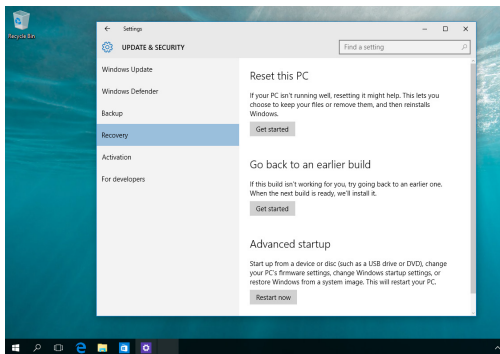 Recycle Bin
Settings
UPDATE & SECURITY
Find a setting
Windows Update
Windows Defender
Backup
Recovery
Activation
For developers
Reset this PC
If your PC isn't running well, resetting it might help. This lets you
choose to keep your files or remove them, and then reinstalls
Windows.
Get started
Go back to an earlier build
If this build isn't working for you, try going back to an earlier one.
When the next build is ready, we'll install it.
Get started
Advanced startup
Start up from a device or disc (such as a USB drive or DVD), change
your PC's firmware settings, change Windows startup settings, or
restore Windows from a system image. This will restart your PC.
Restart now